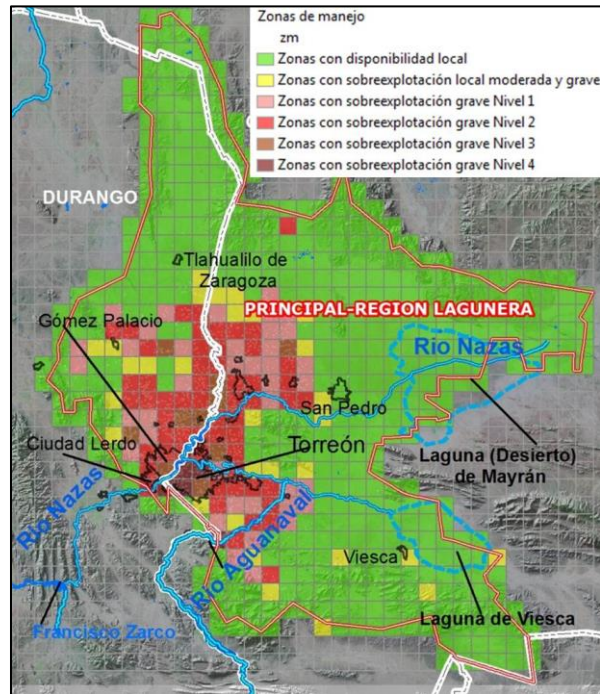 Zonas de manejo
zm
Zonas con disponibilidad local
Zonas con sobreexplotación local moderada y grave
Zonas con sobreexplotación grave Nivel 1
Zonas con sobreexplotación grave Nivel 2
Zonas con sobreexplotación grave Nivel 3
Zonas con sobreexplotación grave Nivel 4
DURANGO
Tlahualilo de
Zaragoza
PRINCIPAL-REGION LAGUNERA
Gómez Palacio
Río Nazas
San Pedro
Ciudad Lerdo
Torreón
Laguna (Desierto)
de Mayrán
Río Nazas
Río Aguanaval
Viesca
Francisco Zarco
Laguna de Viesca